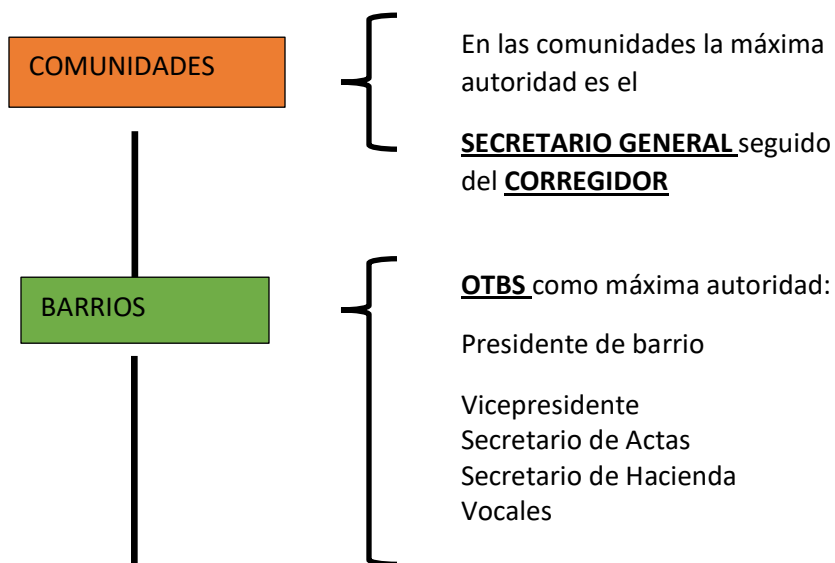 COMUNIDADES
En las comunidades la máxima
autoridad es el
SECRETARIO GENERAL seguido
del CORREGIDOR
BARRIOS
OTBS como máxima autoridad:
Presidente de barrio
Vicepresidente
Secretario de Actas
Secretario de Hacienda
Vocales